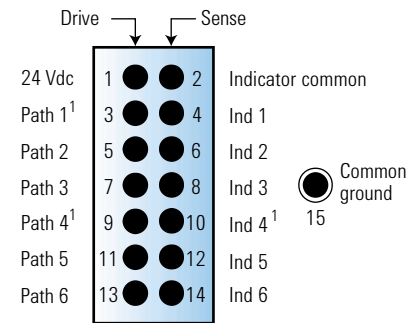 Drive Sense
24 Vdc 1 2 Indicator common
Path 1¹ 3 4 Ind 1
Path 2 5 6 Ind 2
Path 3 7 8 Ind 3
Common
ground
15
Path 4¹ 9 10 Ind 4¹
Path 5 11 12 Ind 5
Path 6 13 14 Ind 6